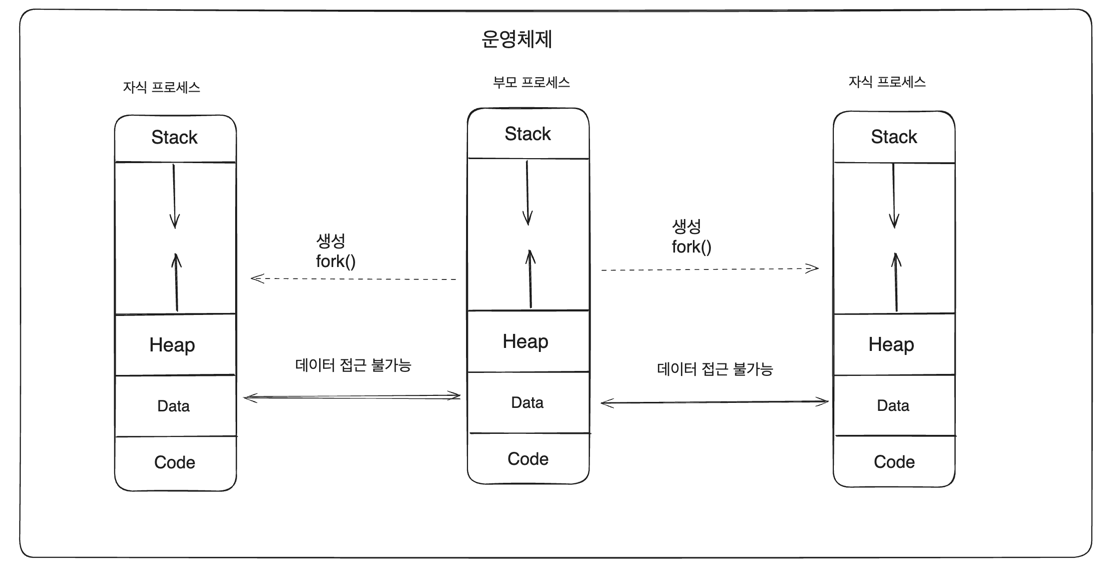 운영체제
자식 프로세스
부모 프로세스
자식 프로세스
Stack
Stack
Stack
생성
fork()
생성
fork()
Heap
Heap
Heap
데이터 접근 불가능
데이터 접근 불가능
Data
Data
Data
Code
Code
Code